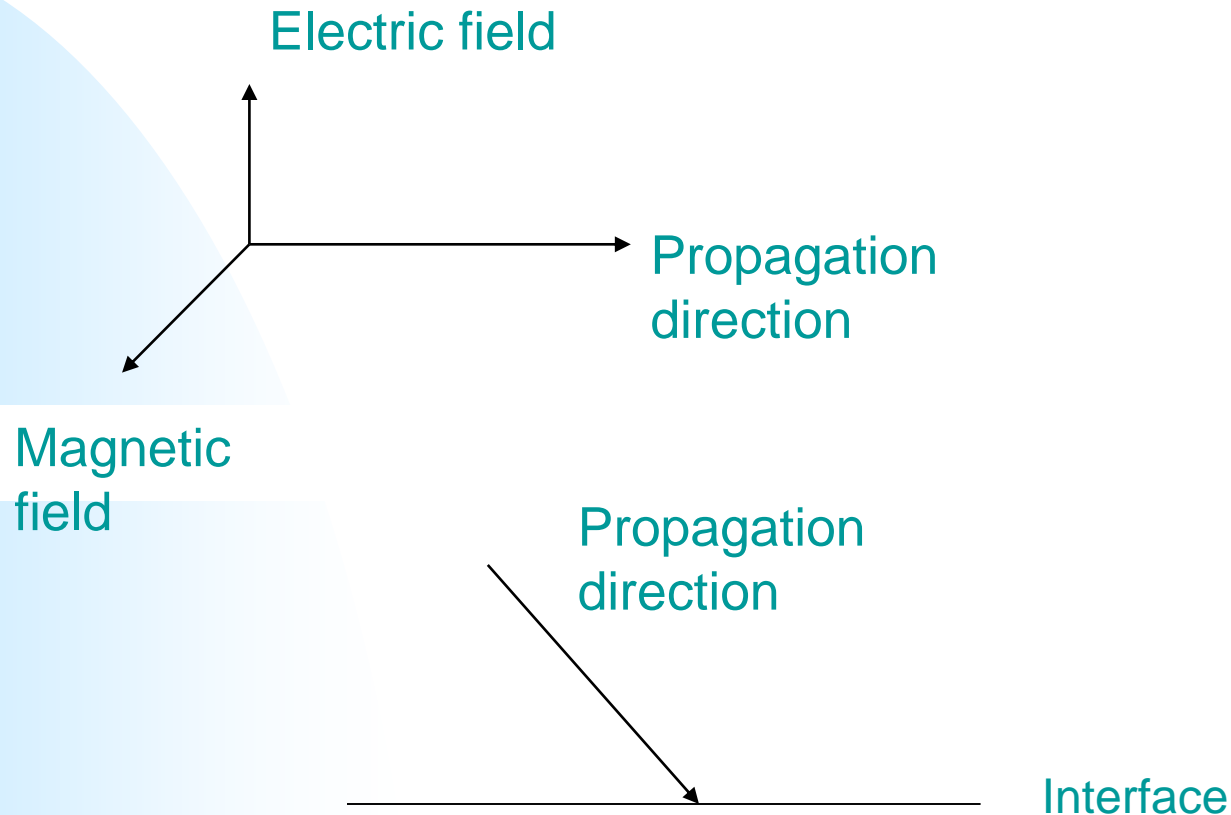 Electric field
Propagation
direction
Magnetic
field
Propagation
direction
Interface